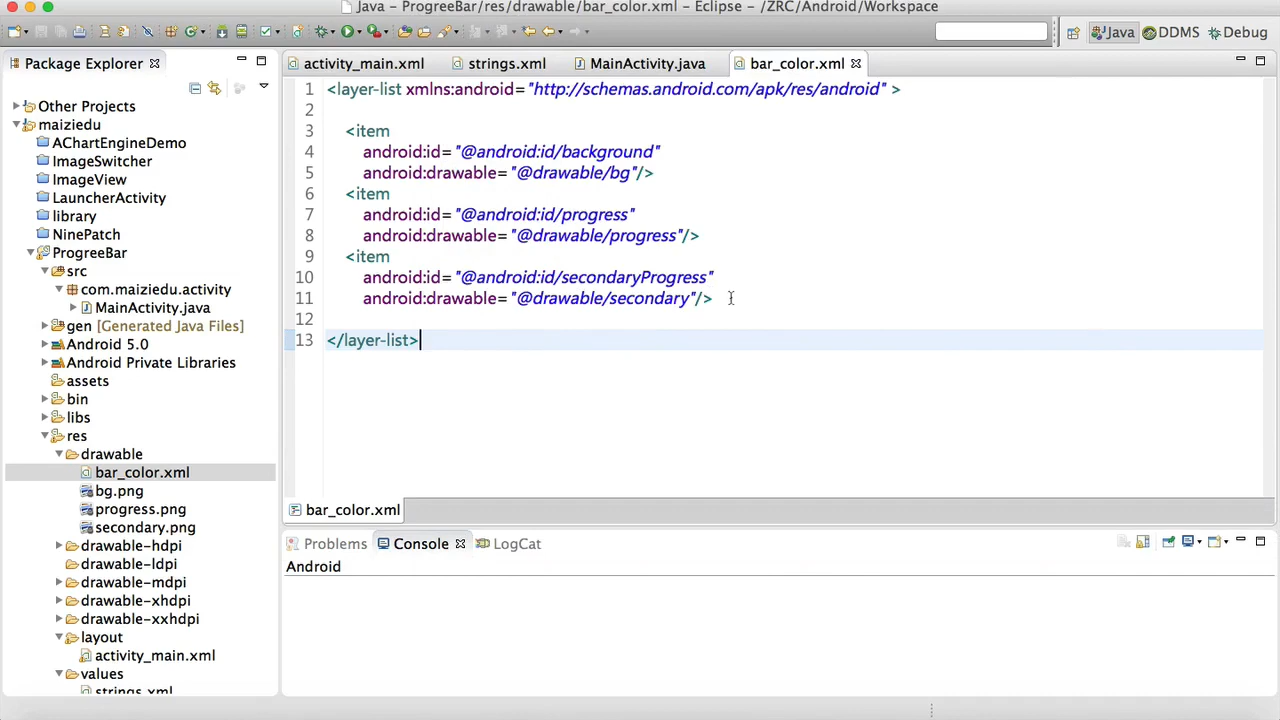 Java - ProgreeBar/res/drawable/bar_color.xml - Eclipse - /ZRC/Android/Workspace
Java
DDMS
Debug
Package Explorer
Other Projects
maiziedu
AChartEngineDemo
ImageSwitcher
ImageView
LauncherActivity
library
NinePatch
ProgreeBar
src
com.maiziedu.activity
MainActivity.java
gen [Generated Java Files]
Android 5.0
Android Private Libraries
assets
bin
libs
res
drawable
bar_color.xml
bg.png
progress.png
secondary.png
drawable-hdpi
drawable-ldpi
drawable-mdpi
drawable-xhdpi
drawable-xxhdpi
layout
activity_main.xml
values
strings.xml
activity_main.xml
strings.xml
MainActivity.java
bar_color.xml
1 <layer-list xmlns:android="http://schemas.android.com/apk/res/android" >
2
3 <item
4 android:id="@android:id/background"
5 android:drawable="@drawable/bg"/>
6 <item
7 android:id="@android:id/progress"
8 android:drawable="@drawable/progress"/>
9 <item
10 android:id="@android:id/secondaryProgress"
11 android:drawable="@drawable/secondary"/>
12
13 </layer-list>
bar_color.xml
Problems
Console
LogCat
Android